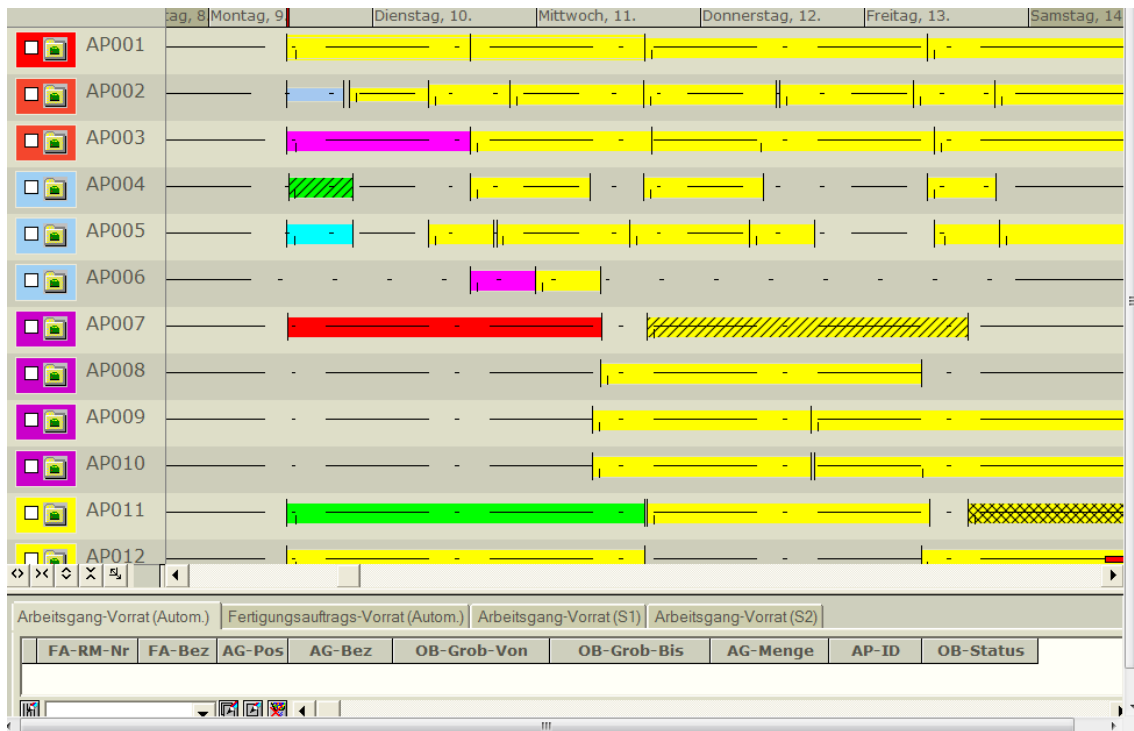 tag, 8. Montag, 9. Dienstag, 10. Mittwoch, 11. Donnerstag, 12. Freitag, 13. Samstag, 14
AP001
AP002
AP003
AP004
AP005
AP006
AP007
AP008
AP009
AP010
AP011
AP012
Arbeitsgang-Vorrat (Autom.) Fertigungsauftrags-Vorrat (Autom.) Arbeitsgang-Vorrat (S1) Arbeitsgang-Vorrat (S2)
FA-RM-Nr FA-Bez AG-Pos AG-Bez OB-Grob-Von OB-Grob-Bis AG-Menge AP-ID OB-Status